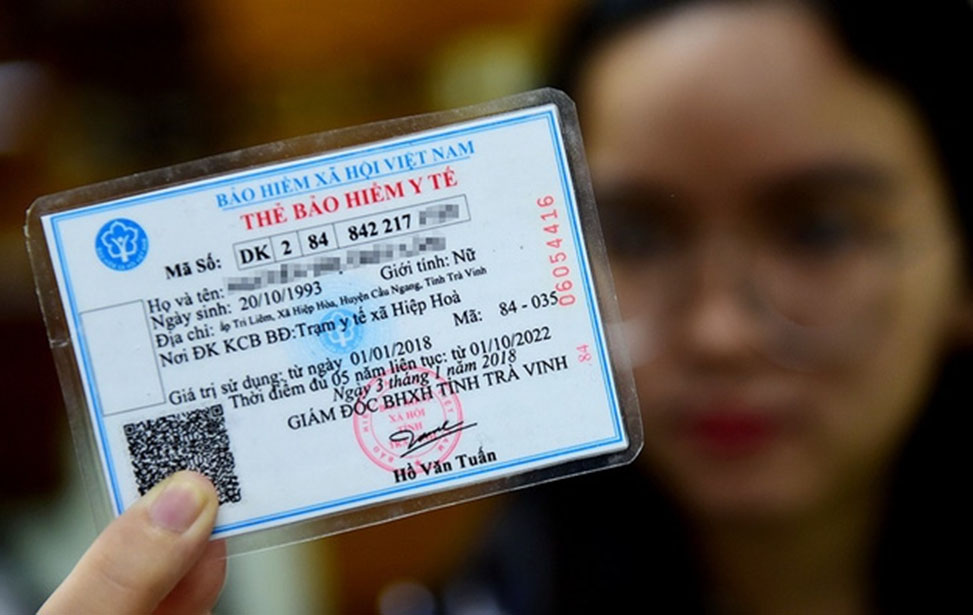 BẢO HIỂM XÃ HỘI VIỆT NAM
THẺ BẢO HIỂM Y TẾ
Mã Số: DK 2 84 842 217
Họ và tên:
Giới tính: Nữ
Ngày sinh: 20/10/1993
Địa chỉ: ấp Tri Liêm, Xã Hiệp Hòa, Huyện Cầu Ngang, Tỉnh Trà Vinh
Nơi ĐK KCB BĐ:Trạm y tế xã Hiệp Hoà
Mã: 84 - 035
Giá trị sử dụng: từ ngày 01/01/2018
Thời điểm đủ 05 năm liên tục: từ 01/10/2022
Ngày 3 tháng 1 năm 2018
GIÁM ĐỐC BHXH TỈNH TRÀ VINH
XÃ HỘI
TỈNH
Hồ Văn Tuấn
06054416
84